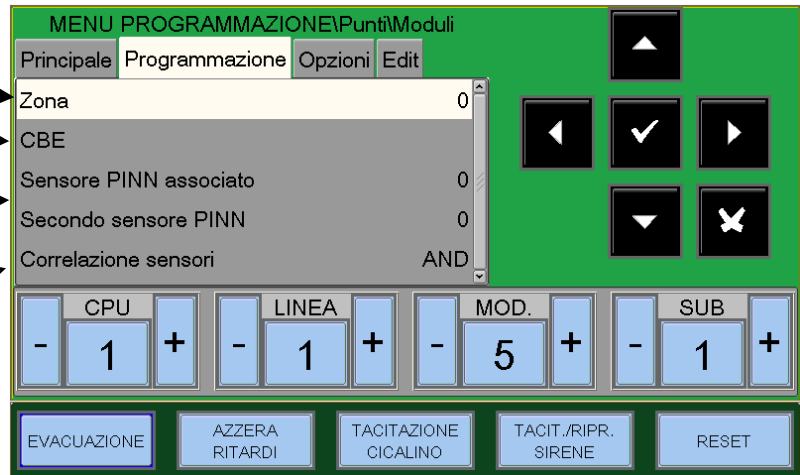 MENU PROGRAMMAZIONE\Punti\Moduli
Principale Programmazione Opzioni Edit
Zona 0
CBE
Sensore PINN associato 0
Secondo sensore PINN 0
Correlazione sensori AND
CPU LINEA MOD. SUB
- 1 + - 1 + - 5 + - 1 +
EVACUAZIONE
AZZERA
RITARDI
TACITAZIONE
CICALINO
TACIT./RIPR.
SIRENE
RESET